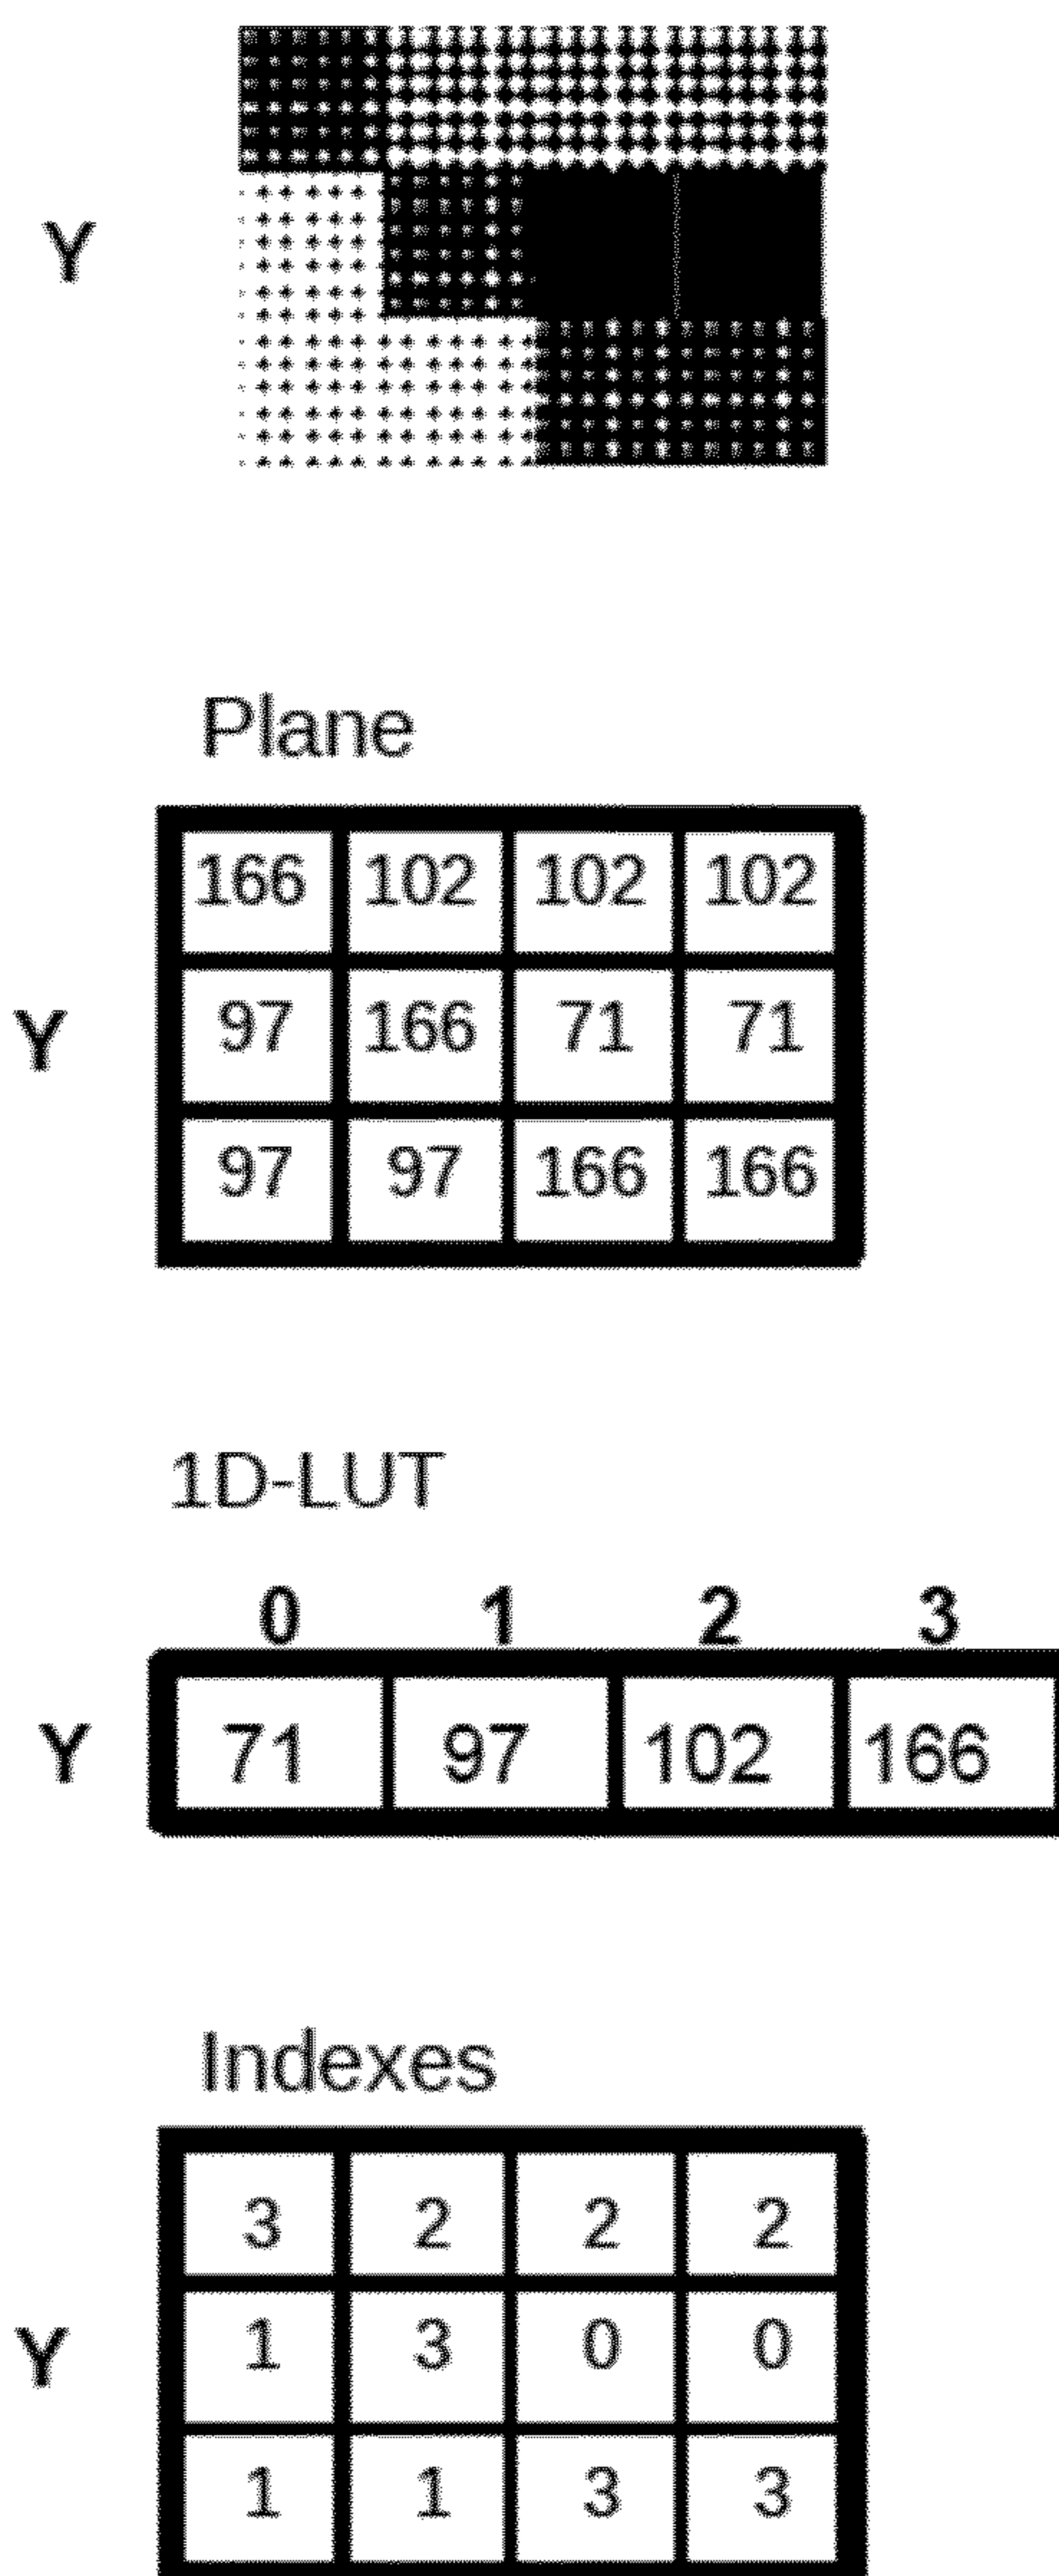 Y
Plane
166 102 102 102
Y 97 166 71 71
97 97 166 166
1D-LUT
0 1 2 3
Y 71 97 102 166
Indexes
3 2 2 2
Y 1 3 0 0
1 1 3 3